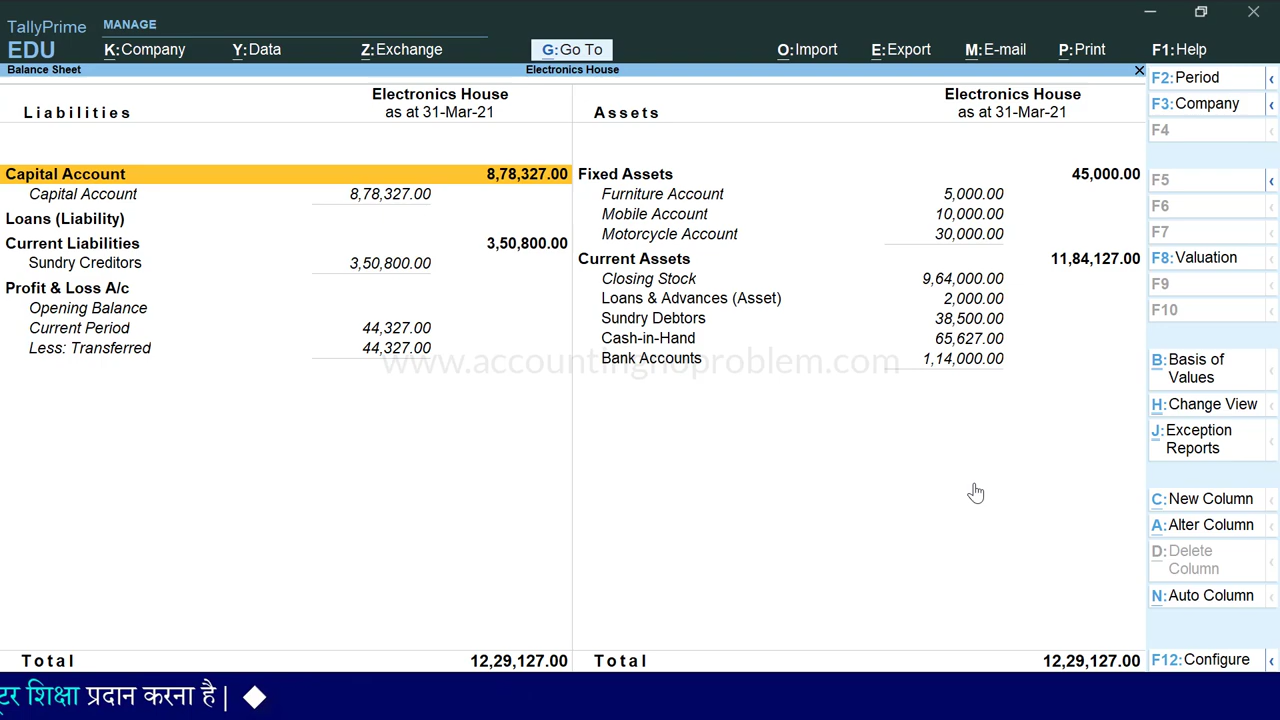 TallyPrime
EDU
MANAGE
K:Company Y:Data Z:Exchange G:Go To O:Import E:Export M:E-mail P:Print F1:Help
Balance Sheet Electronics House
Liabilities
Electronics House
as at 31-Mar-21
Capital Account 8,78,327.00
Capital Account 8,78,327.00
Loans (Liability)
Current Liabilities 3,50,800.00
Sundry Creditors 3,50,800.00
Profit & Loss A/c
Opening Balance
Current Period 44,327.00
Less: Transferred 44,327.00
Total 12,29,127.00
Assets
Electronics House
as at 31-Mar-21
Fixed Assets 45,000.00
Furniture Account 5,000.00
Mobile Account 10,000.00
Motorcycle Account 30,000.00
Current Assets 11,84,127.00
Closing Stock 9,64,000.00
Loans & Advances (Asset) 2,000.00
Sundry Debtors 38,500.00
Cash-in-Hand 65,627.00
Bank Accounts 1,14,000.00
Total 12,29,127.00
www.accountingnoproblem.com
F2:Period
F3:Company
F4
F5
F6
F7
F8:Valuation
F9
F10
B:Basis of
Values
H:Change View
J:Exception
Reports
C:New Column
A:Alter Column
D:Delete
Column
N:Auto Column
F12:Configure
शिक्षा प्रदान करना है |